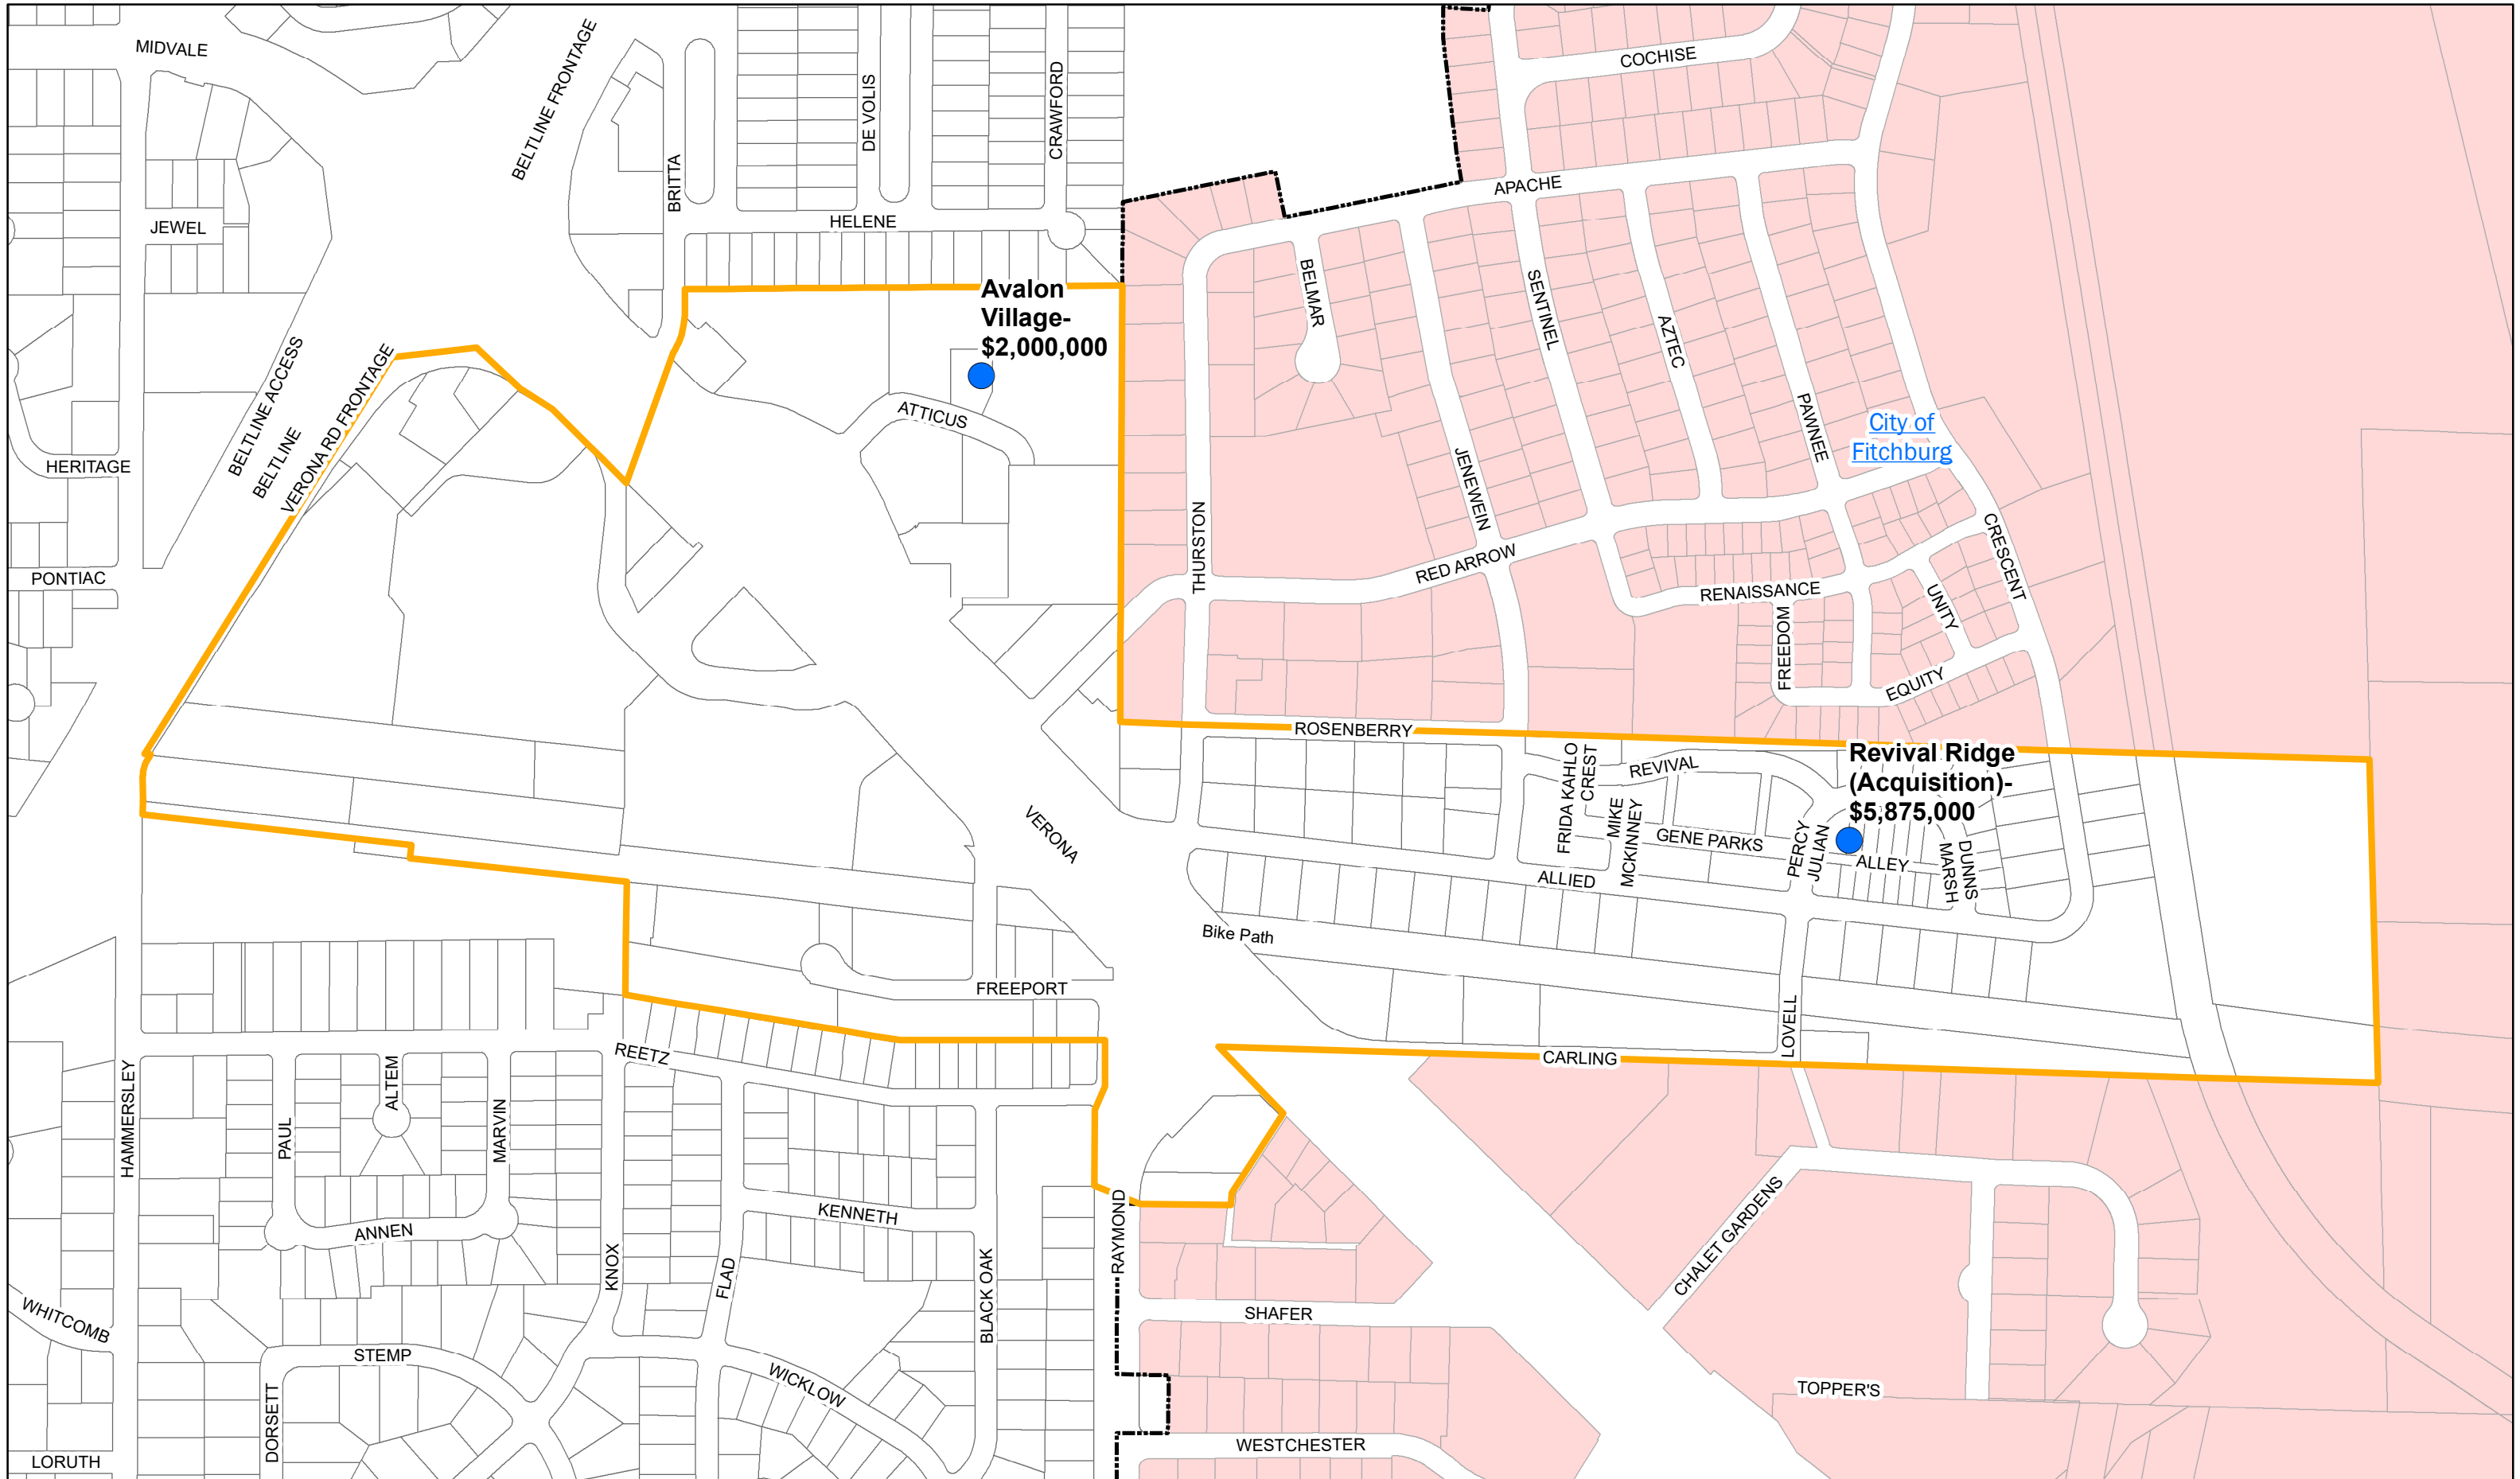 MIDVALE
BELTLINE FRONTAGE
DE VOLIS
CRAWFORD
COCHISE
BRITTA
APACHE
JEWEL
HELENE
BELMAR
SENTINEL
AZTEC
Avalon
Village-
$2,000,000
BELTLINE ACCESS
BELTLINE
VERONA RD FRONTAGE
ATTICUS
PAWNEE
City of
Fitchburg
HERITAGE
JENEWEIN
THURSTON
RED ARROW
CRESCENT
PONTIAC
RENAISSANCE
UNITY
FREEDOM
EQUITY
ROSENBERRY
FRIDA KAHLO
CREST
REVIVAL
Revival Ridge
(Acquisition)-
$5,875,000
MIKE
MCKINNEY
VERONA
GENE PARKS
PERCY
JULIAN
ALLEY
DUNNS
MARSH
ALLIED
Bike Path
FREEPORT
LOVELL
REETZ
CARLING
HAMMERSLEY
PAUL
ALTEM
MARVIN
ANNEN
KENNETH
RAYMOND
KNOX
FLAD
BLACK OAK
CHALET GARDENS
WHITCOMB
SHAFER
STEMP
WICKLOW
TOPPER'S
DORSETT
WESTCHESTER
LORUTH